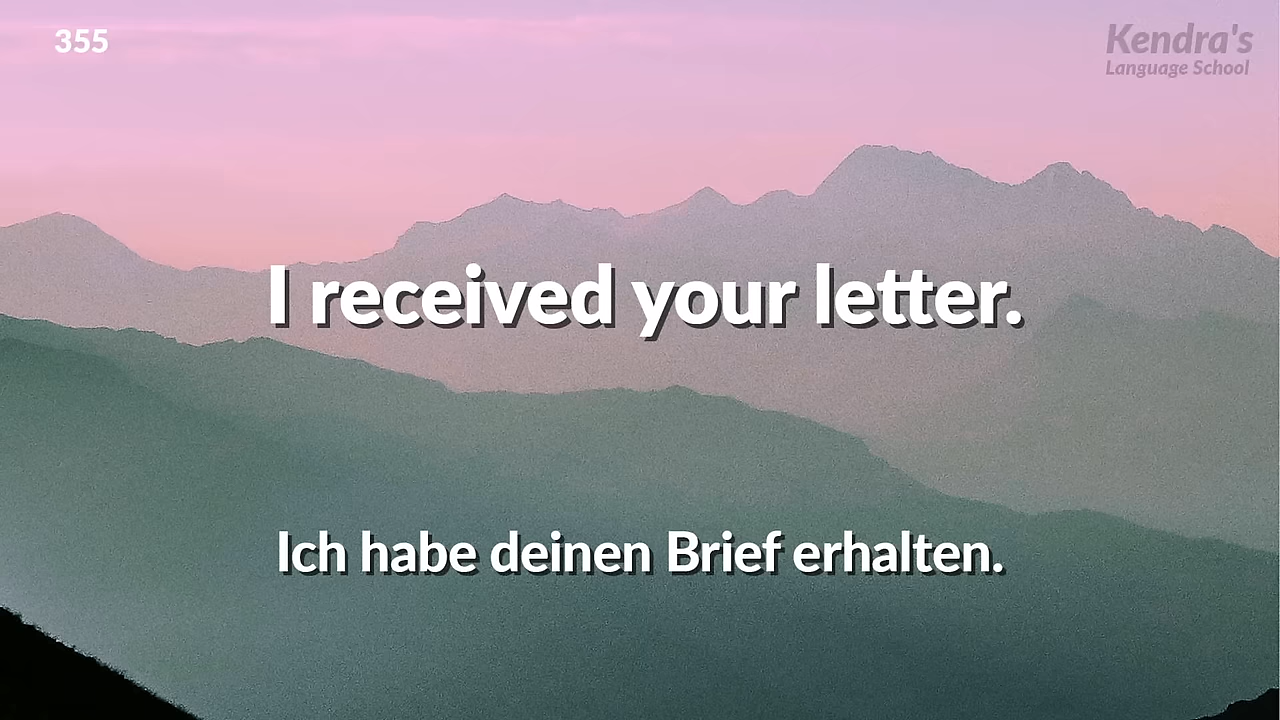 355
Kendra's
Language School
I received your letter.
Ich habe deinen Brief erhalten.